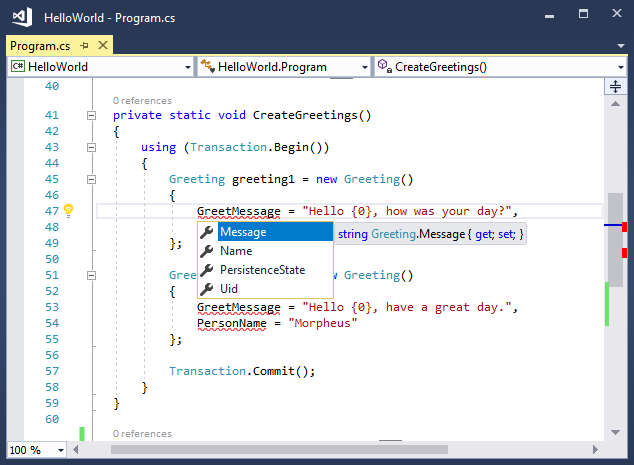 HelloWorld - Program.cs
Program.cs
C# HelloWorld HelloWorld.Program CreateGreetings()
40
0 references
41 private static void CreateGreetings()
42 {
43 using (Transaction.Begin())
44 {
45 Greeting greeting1 = new Greeting()
46 {
47 GreetMessage = "Hello {0}, how was your day?",
48
Message string Greeting.Message { get; set; }
49 };
Name
50
PersistenceState
51 Greeting()
Uid
52 {
53 GreetMessage = "Hello {0}, have a great day.",
54 PersonName = "Morpheus"
55 };
56
57 Transaction.Commit();
58 }
59 }
60
0 references
100 %